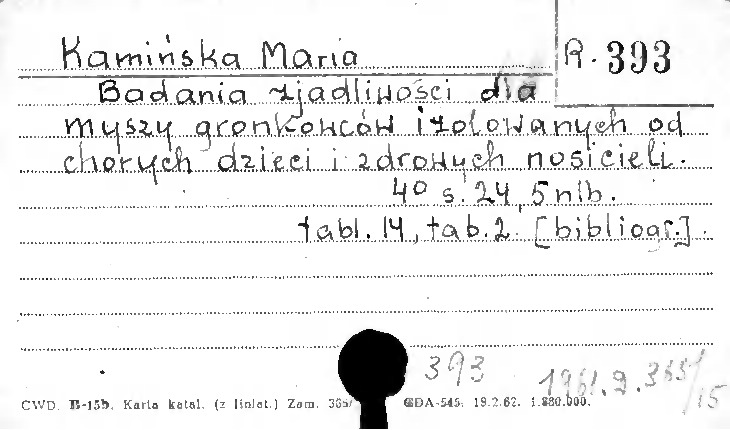 Kamińska Maria R. 393
Badania zjadliwości dla
myszy gronkowców izolowanych od
chorych dzieci i zdrowych nosicieli.
4° s. 24, 5 nlb.
tabl. 14, tab. 2. [bibliogr.].
393
CWD. B-15b. Karta katal. (z liniat.) Zam. GDA-545. 19.2.62. 1.880.000.